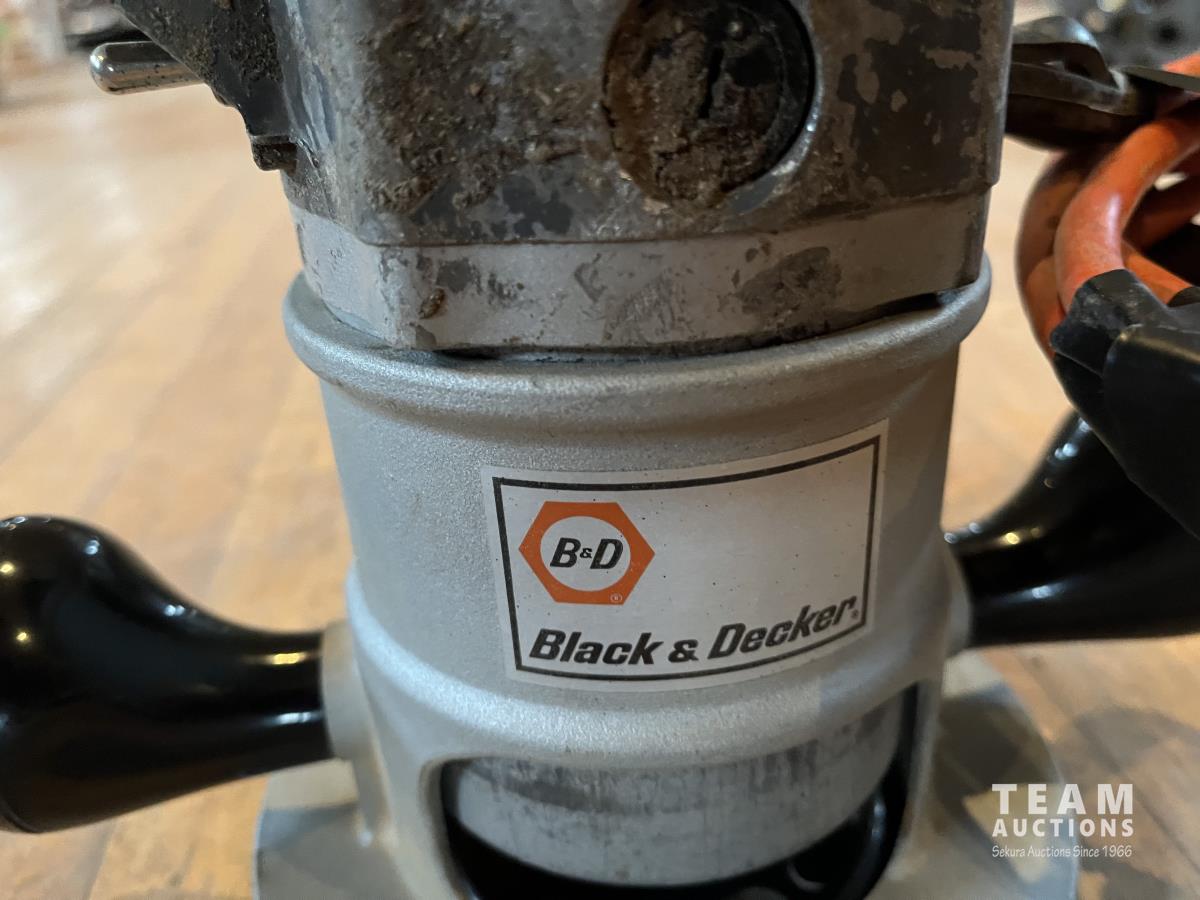 B&D
®
Black & Decker®
TEAM
AUCTIONS
Sekura Auctions Since 1966